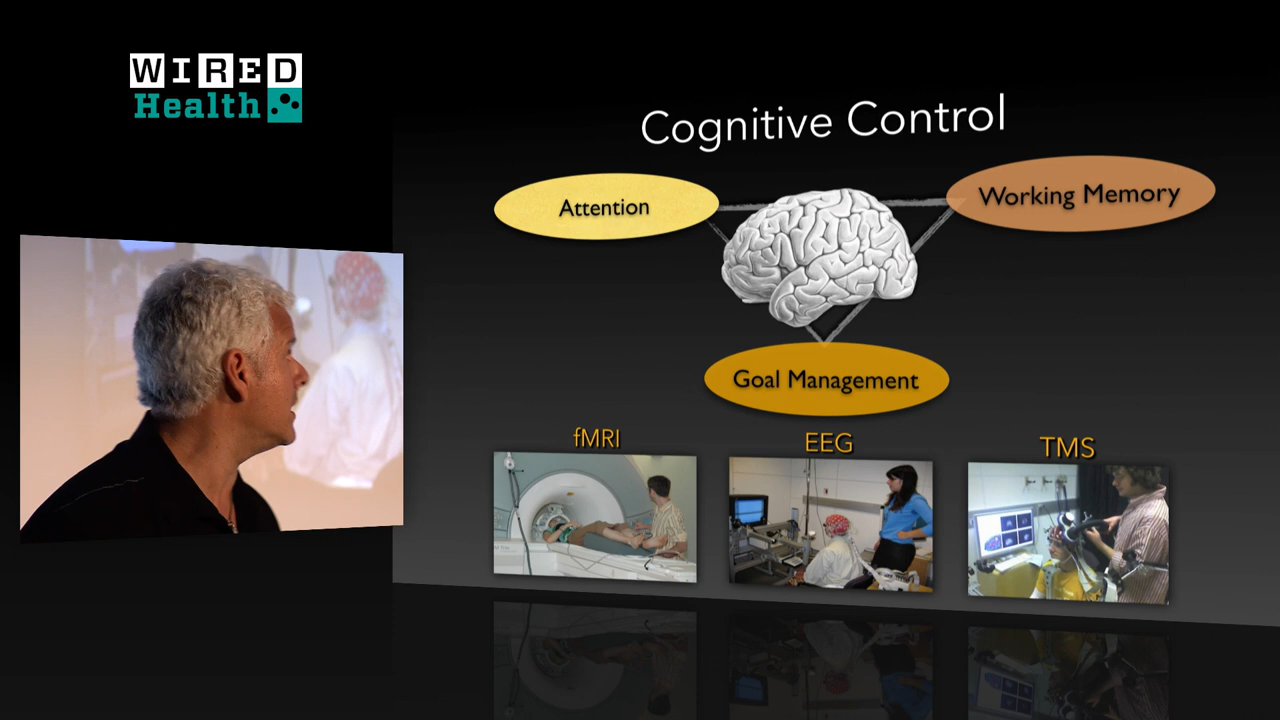 WIRED
Health
Cognitive Control
Attention
Working Memory
Goal Management
fMRI
EEG
TMS